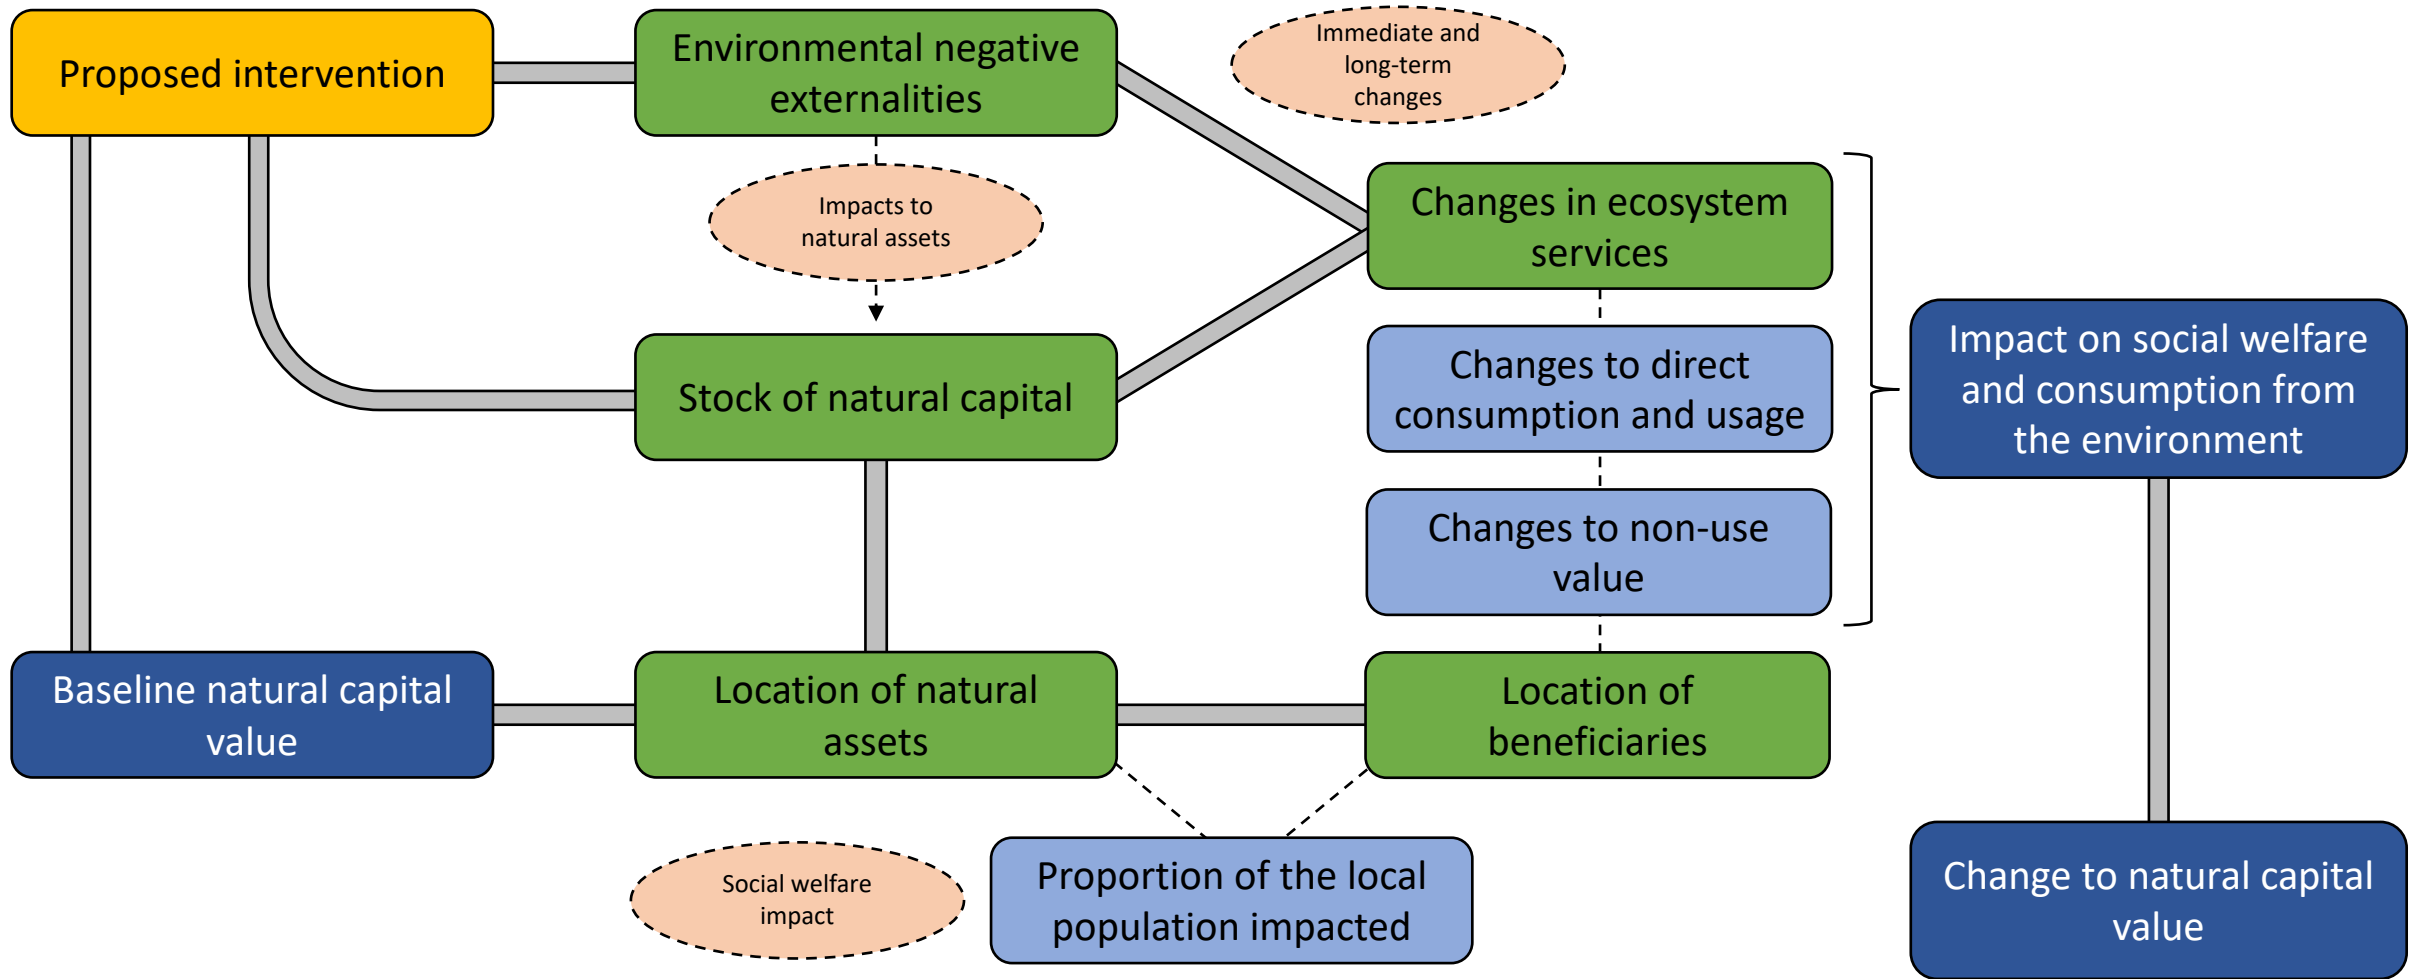 Proposed intervention
Environmental negative
externalities
Immediate and
long-term
changes
Impacts to
natural assets
Changes in ecosystem
services
Stock of natural capital
Changes to direct
consumption and usage
Impact on social welfare
and consumption from
the environment
Changes to non-use
value
Baseline natural capital
value
Location of natural
assets
Location of
beneficiaries
Social welfare
impact
Proportion of the local
population impacted
Change to natural capital
value